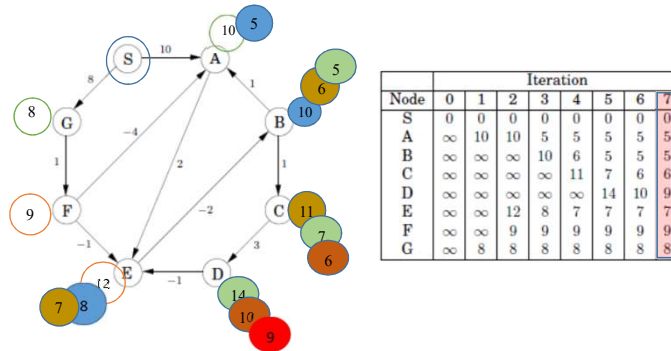 10 5
S 10 A
8
5
6
10
8 G -4 1 B
1 2 1
-2
9 F C 11
7
6
-1 3
12 E -1 D
7 8
14
10
9
Iteration
Node 0 1 2 3 4 5 6 7
S 0 0 0 0 0 0 0 0
A ∞ 10 10 5 5 5 5 5
B ∞ ∞ ∞ 10 6 5 5 5
C ∞ ∞ ∞ ∞ 11 7 6 6
D ∞ ∞ ∞ ∞ ∞ 14 10 9
E ∞ ∞ 12 8 7 7 7 7
F ∞ ∞ 9 9 9 9 9 9
G ∞ 8 8 8 8 8 8 8